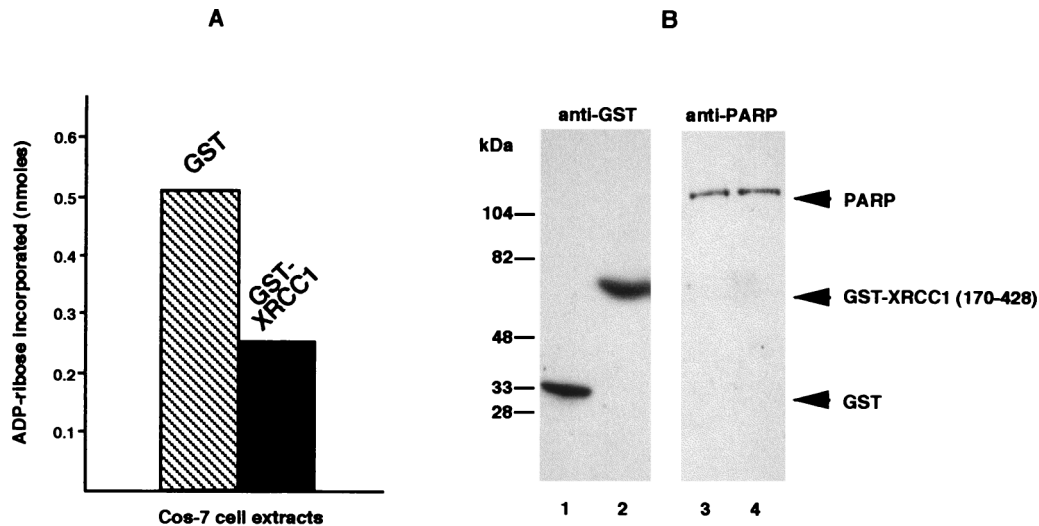 A
ADP-ribose incorporated (nmoles)
0.6
0.5
0.4
0.3
0.2
0.1
GST
GST-
XRCC1
Cos-7 cell extracts
B
anti-GST
anti-PARP
kDa
104
82
48
33
28
PARP
GST-XRCC1 (170-428)
GST
1 2 3 4